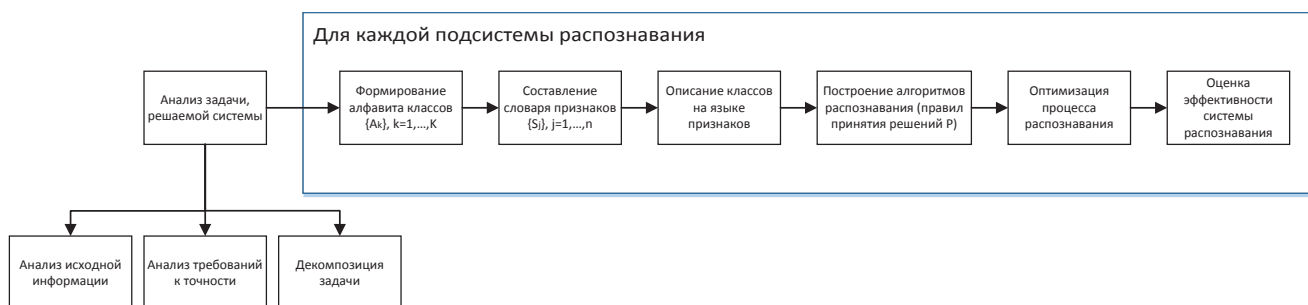 Для каждой подсистемы распознавания
Анализ задачи,
решаемой системы
Формирование
алфавита классов
{Aк}, k=1,…,K
Составление
словаря признаков
{Sj}, j=1,…,n
Описание классов
на языке
признаков
Построение алгоритмов
распознавания (правил
принятия решений P)
Оптимизация
процесса
распознавания
Оценка
эффективности
системы
распознавания
Анализ исходной
информации
Анализ требований
к точности
Декомпозиция
задачи